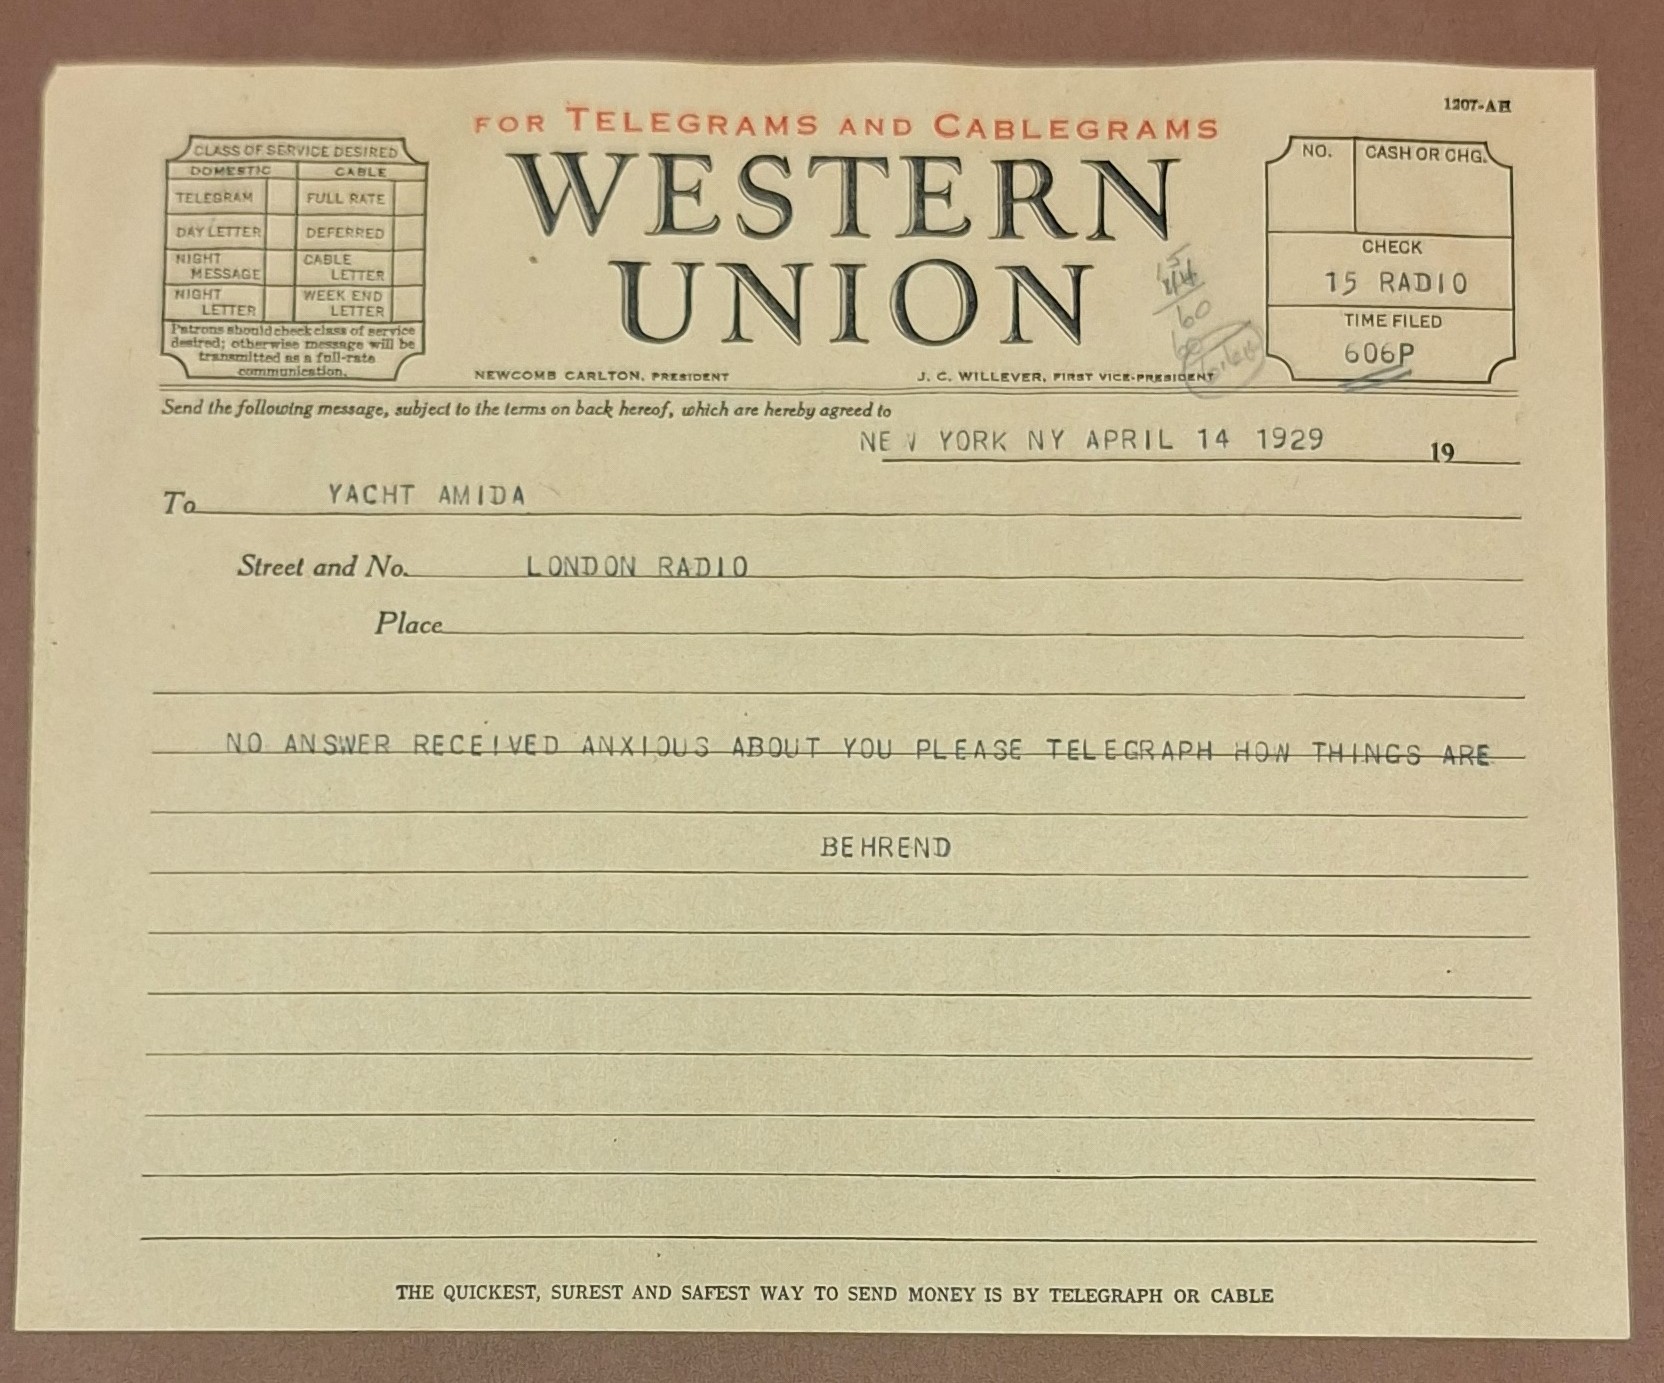 1207-AH
FOR TELEGRAMS AND CABLEGRAMS
WESTERN
UNION
CLASS OF SERVICE DESIRED
DOMESTIC CABLE
TELEGRAM FULL RATE
DAY LETTER DEFERRED
NIGHT MESSAGE CABLE LETTER
NIGHT LETTER WEEK END LETTER
Patrons should check class of service
desired; otherwise message will be
transmitted as a full-rate
communication.
NO. CASH OR CHG.
CHECK
15 RADIO
TIME FILED
606P
15
60
60
NEWCOMB CARLTON, PRESIDENT J. C. WILLEVER, FIRST VICE-PRESIDENT
Send the following message, subject to the terms on back hereof, which are hereby agreed to
NEW YORK NY APRIL 14 1929 19
To YACHT AMIDA
Street and No. LONDON RADIO
Place
NO ANSWER RECEIVED ANXIOUS ABOUT YOU PLEASE TELEGRAPH HOW THINGS ARE
BEHREND
THE QUICKEST, SUREST AND SAFEST WAY TO SEND MONEY IS BY TELEGRAPH OR CABLE